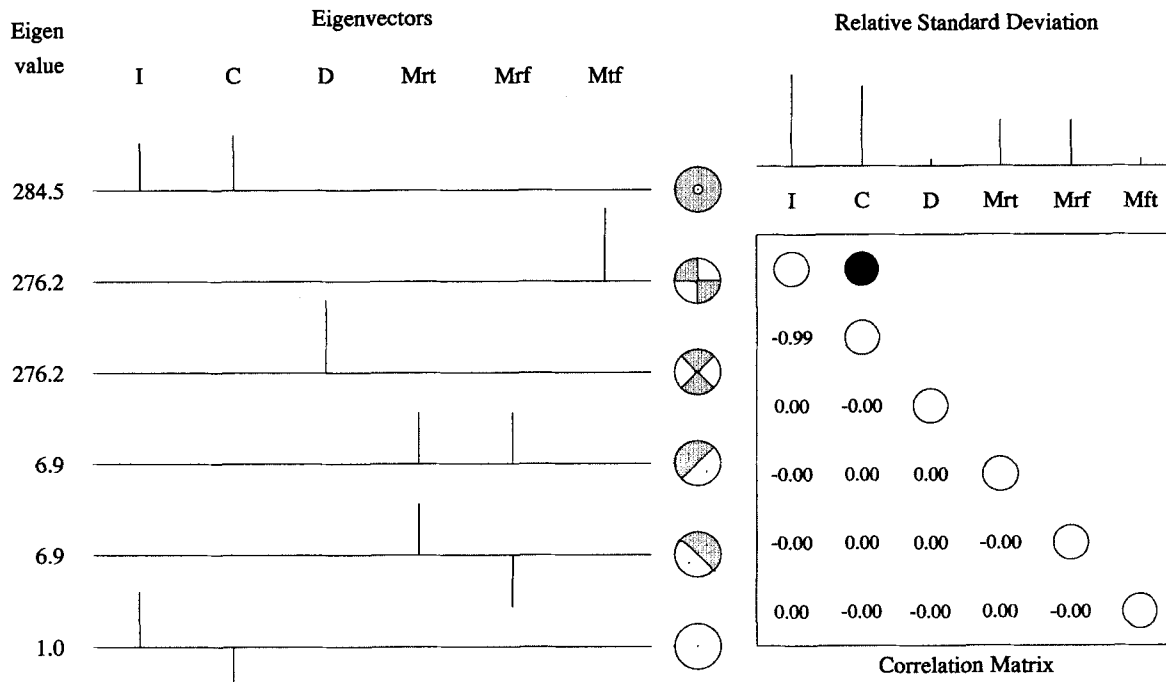 Eigenvectors
Relative Standard Deviation
Eigen
value
I C D Mrt Mrf Mtf
284.5
276.2
276.2
6.9
6.9
1.0
I C D Mrt Mrf Mft
-0.99
0.00 -0.00
-0.00 0.00 0.00
-0.00 0.00 0.00 -0.00
0.00 -0.00 -0.00 0.00 -0.00
Correlation Matrix